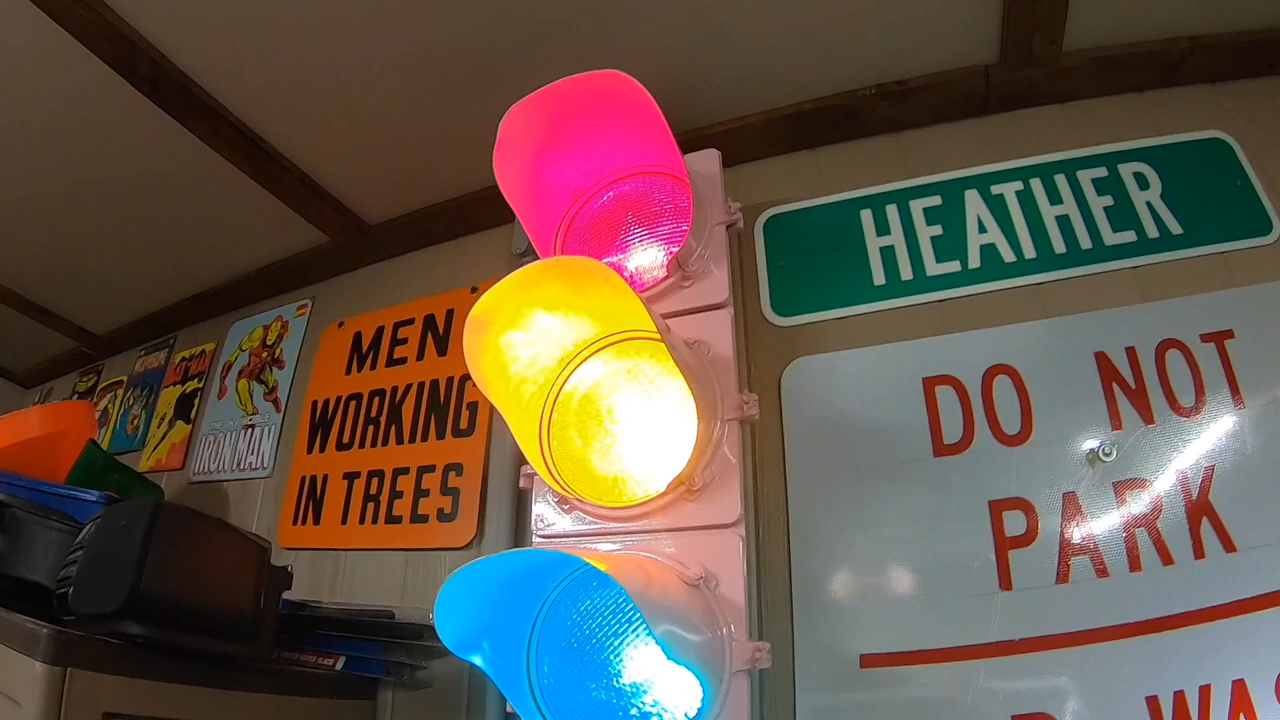 HEATHER
MEN
WORKING
IN TREES
DO NOT
PARK
IRON MAN